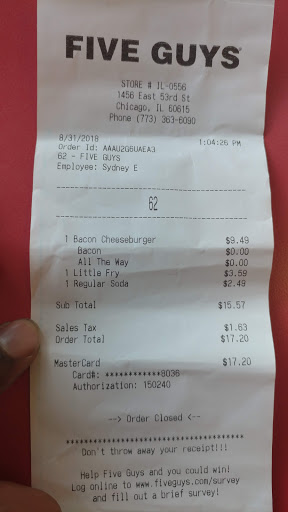 FIVE GUYS®
STORE # IL-0556
1456 East 53rd St
Chicago, IL 60615
Phone (773) 363-6090
8/31/2018 1:04:26 PM
Order Id: AAAU2G6UAEA3
62 - FIVE GUYS
Employee: Sydney E
62
1 Bacon Cheeseburger $9.49
Bacon $0.00
All The Way $0.00
1 Little Fry $3.59
1 Regular Soda $2.49
Sub Total $15.57
Sales Tax $1.63
Order Total $17.20
MasterCard $17.20
Card#: ************8036
Authorization: 150240
--> Order Closed <--
Don't throw away your receipt!!!
Help Five Guys and you could win!
Log online to www.fiveguys.com/survey
and fill out a brief survey!